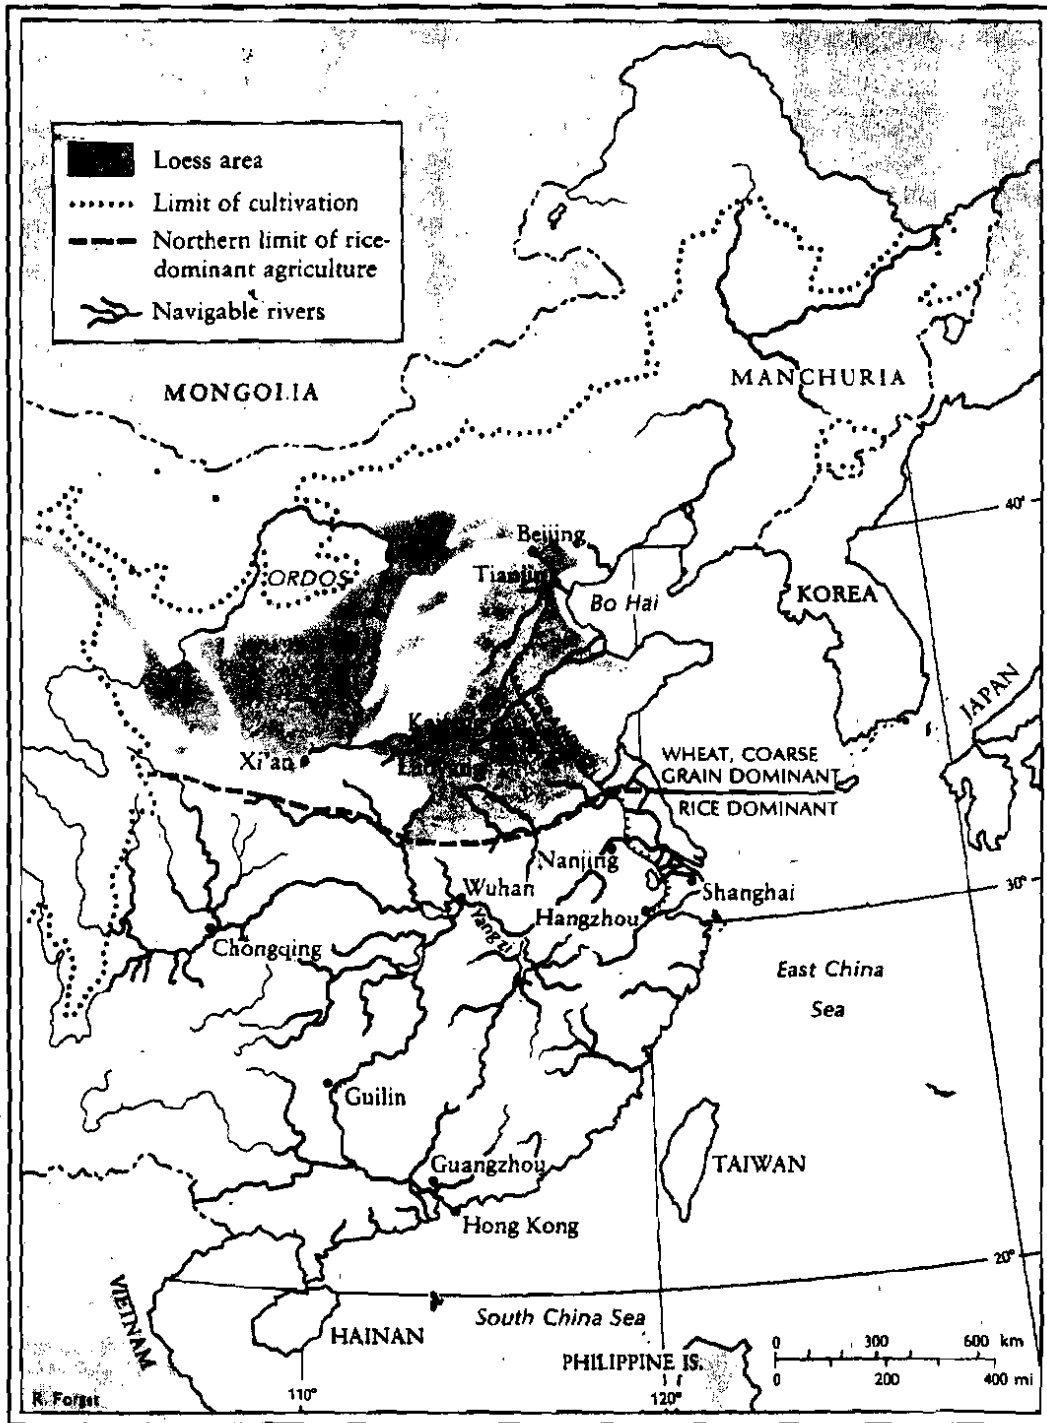 Loess area
Limit of cultivation
Northern limit of rice-
dominant agriculture
Navigable rivers
MONGOLIA
MANCHURIA
40°
Beijing
ORDOS
Tianjin
Bo Hai
KOREA
JAPAN
Xi'an
WHEAT, COARSE
GRAIN DOMINANT
RICE DOMINANT
Nanjing
Wuhan
Shanghai
30°
Hangzhou
Yangzi
Chongqing
East China
Sea
Guilin
Guangzhou
TAIWAN
Hong Kong
20°
VIETNAM
South China Sea
HAINAN
0 300 600 km
PHILIPPINE IS.
0 200 400 mi
R. Forget
110°
120°